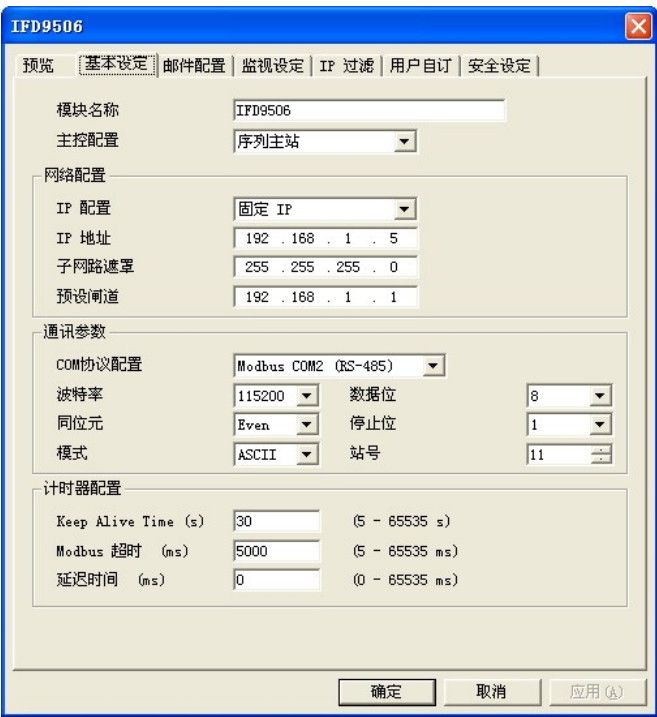 IFD9506
预览 基本设定 邮件配置 监视设定 IP 过滤 用户自订 安全设定
模块名称 IFD9506
主控配置 序列主站
网络配置
IP 配置 固定 IP
IP 地址 192 . 168 . 1 . 5
子网路遮罩 255 . 255 . 255 . 0
预设闸道 192 . 168 . 1 . 1
通讯参数
COM协议配置 Modbus COM2 (RS-485)
波特率 115200 数据位 8
同位元 Even 停止位 1
模式 ASCII 站号 11
计时器配置
Keep Alive Time (s) 30 (5 - 65535 s)
Modbus 超时 (ms) 5000 (5 - 65535 ms)
延迟时间 (ms) 0 (0 - 65535 ms)
确定 取消 应用(A)